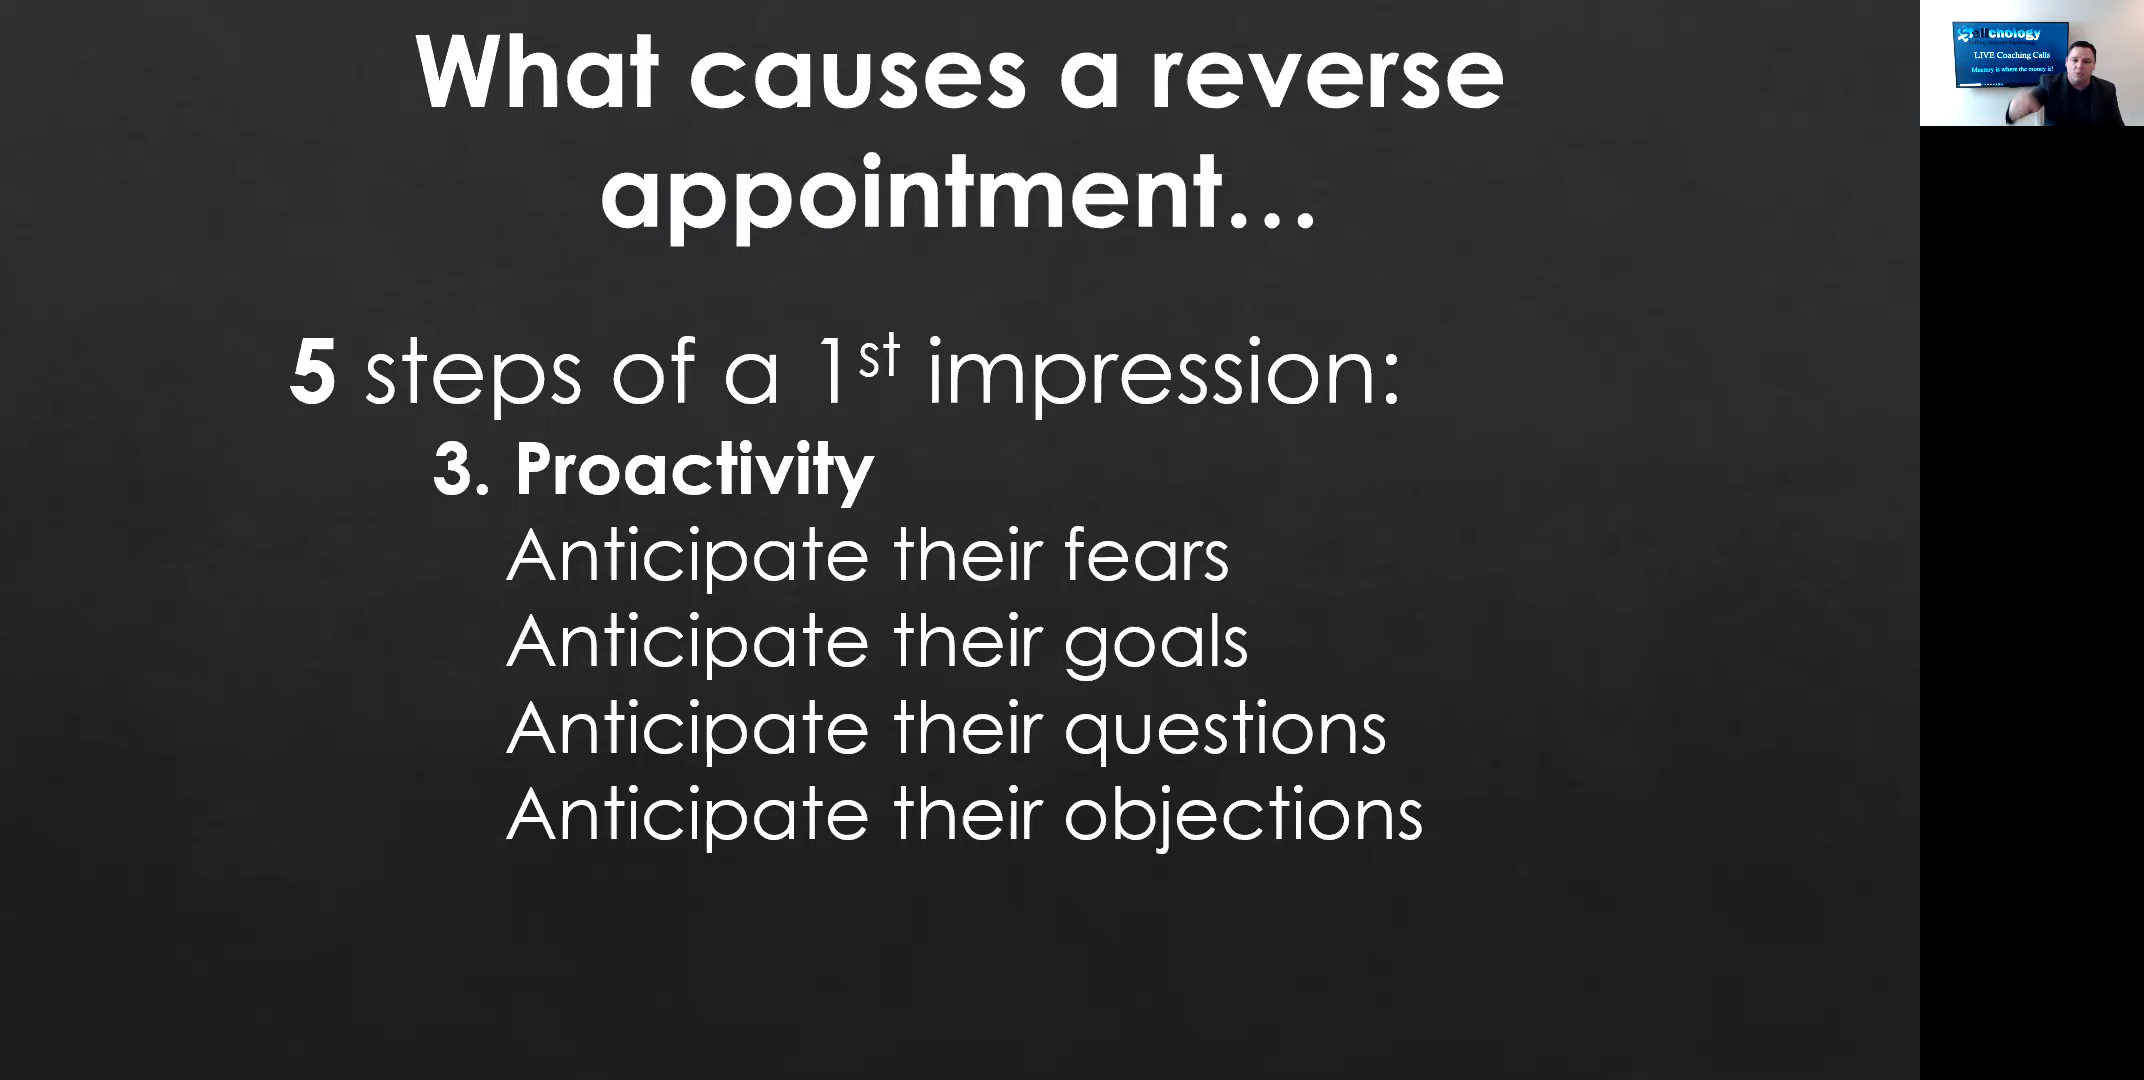 What causes a reverse
appointment…
5 steps of a 1st impression:
3. Proactivity
Anticipate their fears
Anticipate their goals
Anticipate their questions
Anticipate their objections
allchology
LIVE Coaching Calls
Mastery is where the money is!